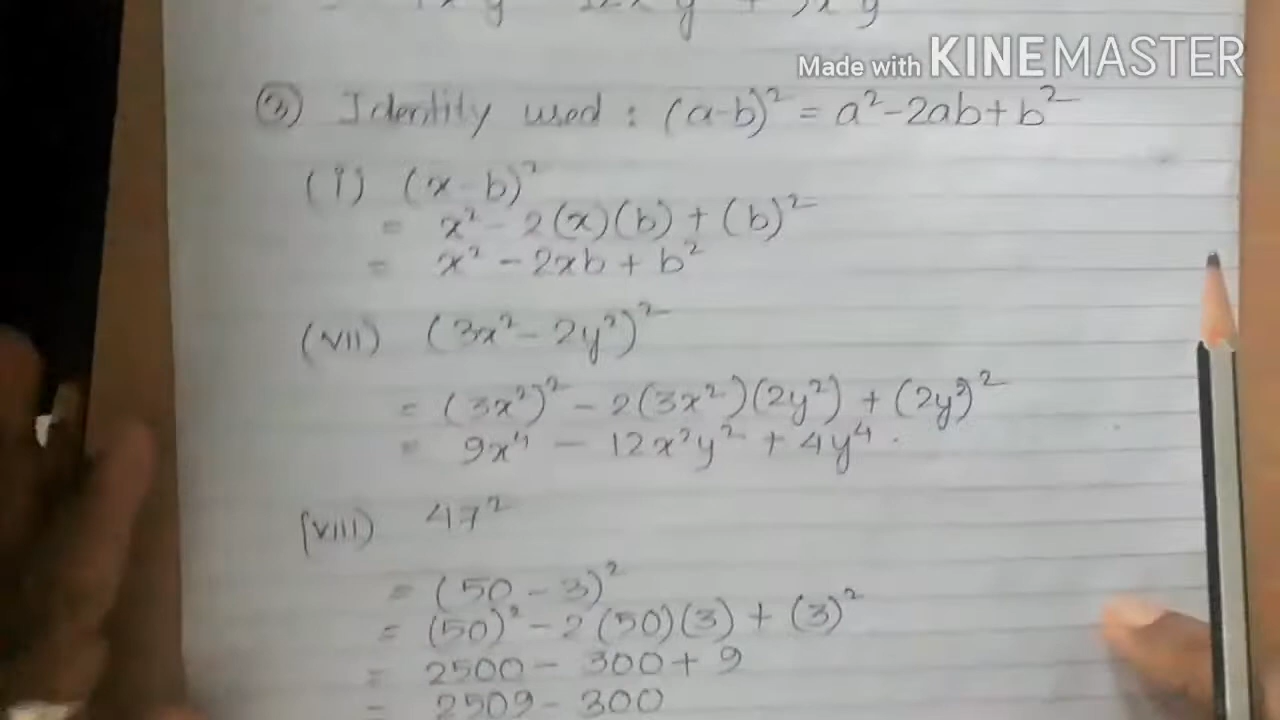 Made with KINEMASTER
③ Identity used : (a-b)² = a² - 2ab + b²
(i) (x - b)²
= x² - 2(x)(b) + (b)²
= x² - 2xb + b²
(vii) (3x² - 2y²)²
= (3x²)² - 2(3x²)(2y²) + (2y²)²
= 9x⁴ - 12x²y² + 4y⁴.
(viii) 47²
= (50 - 3)²
= (50)² - 2(50)(3) + (3)²
= 2500 - 300 + 9
= 2509 - 300